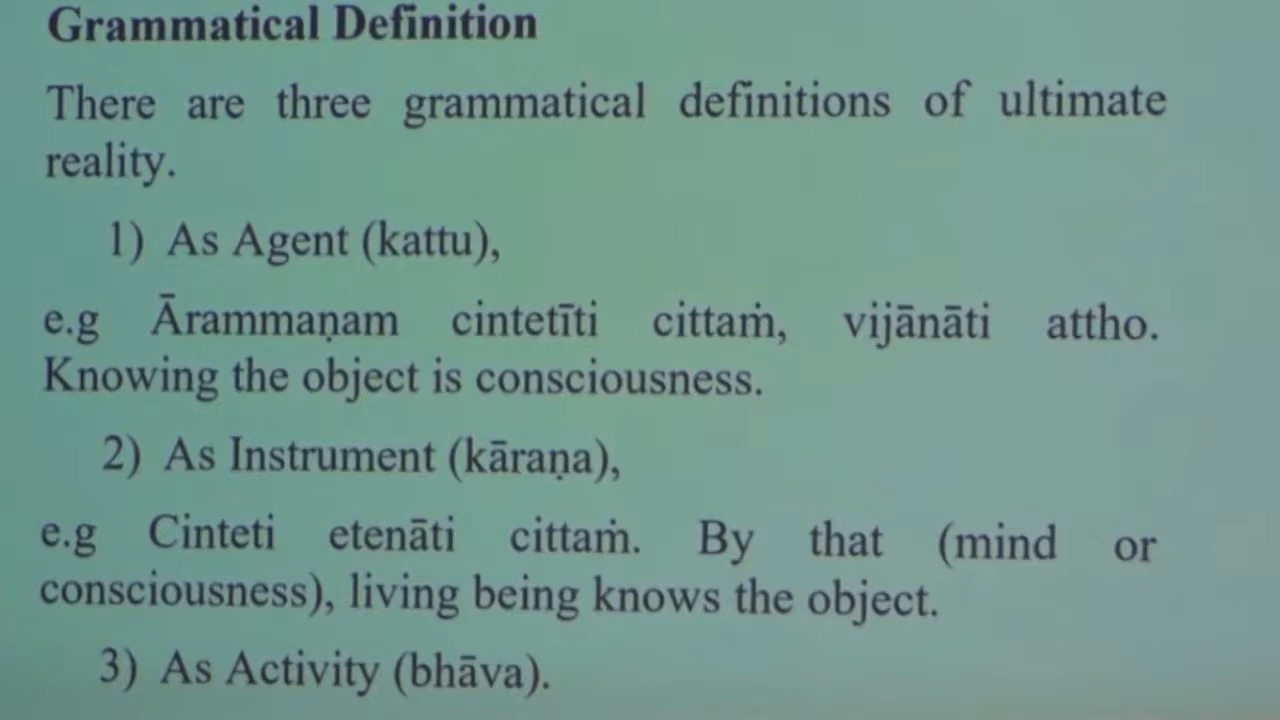 Grammatical Definition
There are three grammatical definitions of ultimate
reality.
1) As Agent (kattu),
e.g Ārammaṇam cintetīti cittaṁ, vijānāti attho.
Knowing the object is consciousness.
2) As Instrument (kāraṇa),
e.g Cinteti etenāti cittaṁ. By that (mind or
consciousness), living being knows the object.
3) As Activity (bhāva).